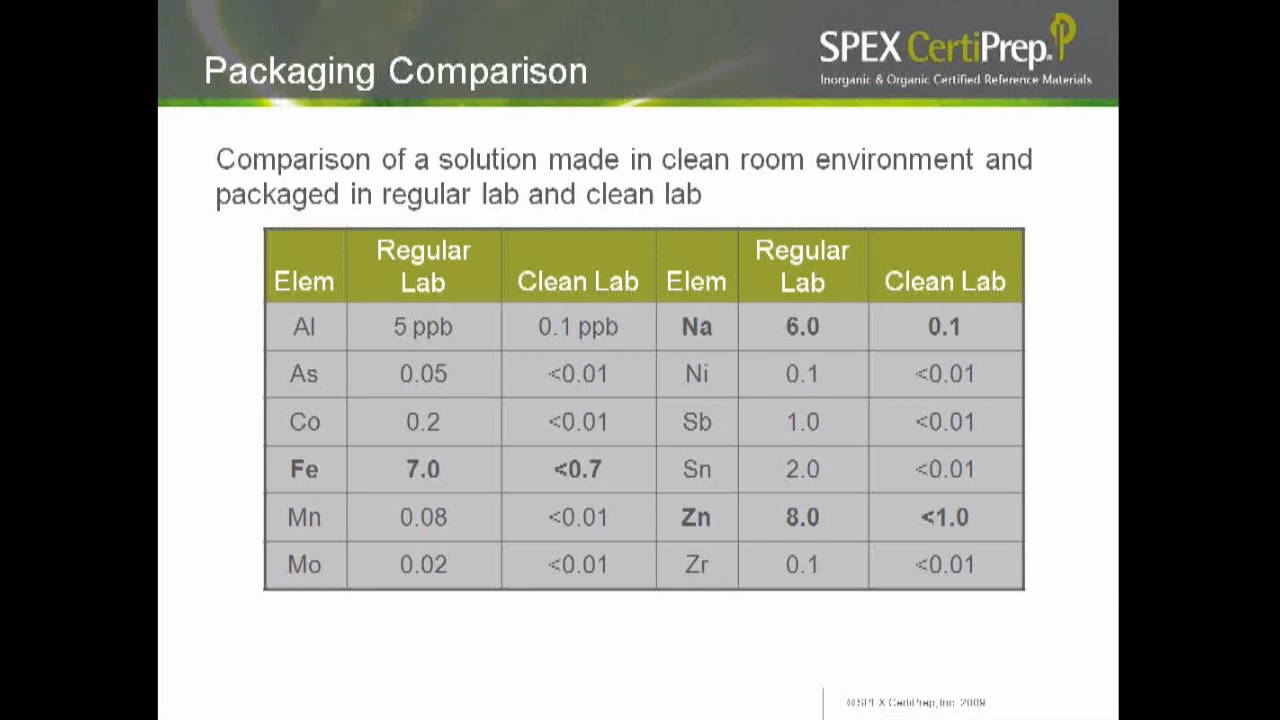 Packaging Comparison
SPEX CertiPrep.
Inorganic & Organic Certified Reference Materials
Comparison of a solution made in clean room environment and
packaged in regular lab and clean lab
Elem Regular Lab Clean Lab Elem Regular Lab Clean Lab
Al 5 ppb 0.1 ppb Na 6.0 0.1
As 0.05 <0.01 Ni 0.1 <0.01
Co 0.2 <0.01 Sb 1.0 <0.01
Fe 7.0 <0.7 Sn 2.0 <0.01
Mn 0.08 <0.01 Zn 8.0 <1.0
Mo 0.02 <0.01 Zr 0.1 <0.01
©SPEX CertiPrep, Inc. 2009